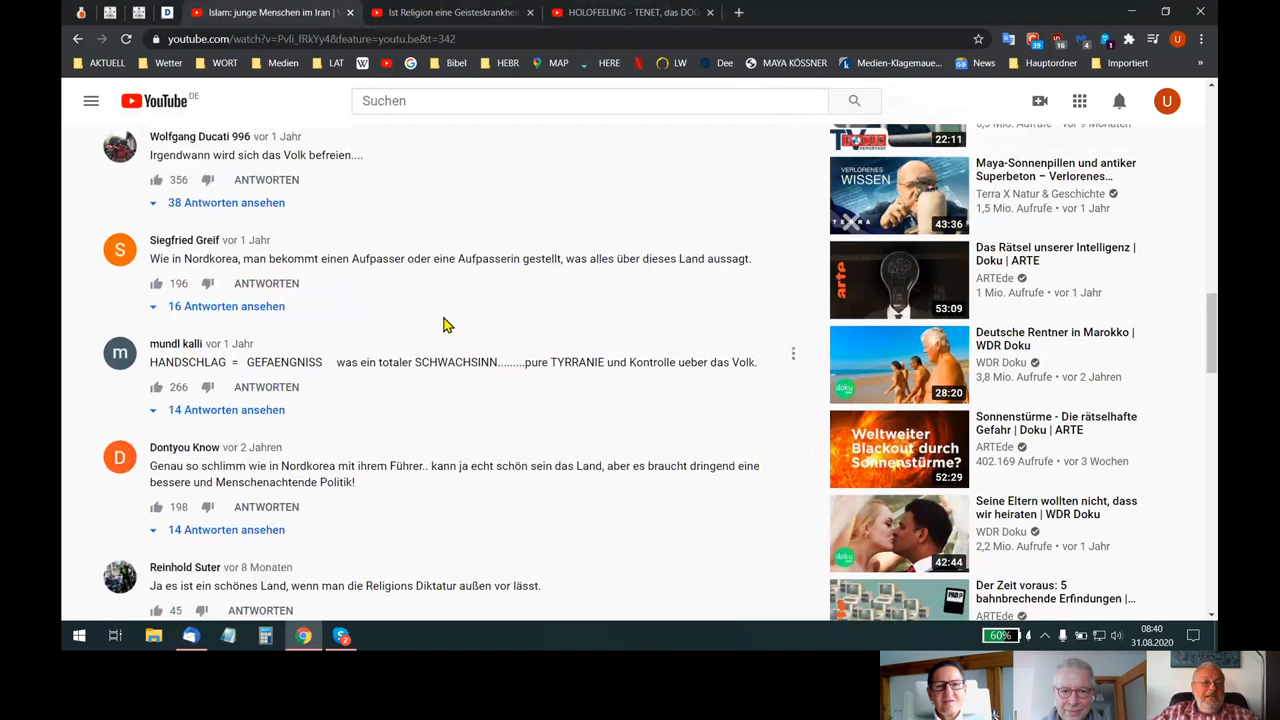 Islam: junge Menschen im Iran |
Ist Religion eine Geisteskrankheit
HOLOFEELING - TENET, das DO
youtube.com/watch?v=Pvli_fRkYy4&feature=youtu.be&t=342
39
16
4
1
U
AKTUELL
Wetter
WORT
Medien
LAT
Bibel
HEBR
MAP
HERE
LW
Dee
MAYA KÖSSNER
Medien-Klagemaue...
News
Hauptordner
Importiert
»
YouTube DE
Suchen
U
Wolfgang Ducati 996 vor 1 Jahr
Irgendwann wird sich das Volk befreien....
356 ANTWORTEN
38 Antworten ansehen
S
Siegfried Greif vor 1 Jahr
Wie in Nordkorea, man bekommt einen Aufpasser oder eine Aufpasserin gestellt, was alles über dieses Land aussagt.
196 ANTWORTEN
16 Antworten ansehen
m
mundl kalli vor 1 Jahr
HANDSCHLAG = GEFAENGNISS was ein totaler SCHWACHSINN.........pure TYRRANIE und Kontrolle ueber das Volk.
266 ANTWORTEN
14 Antworten ansehen
D
Dontyou Know vor 2 Jahren
Genau so schlimm wie in Nordkorea mit ihrem Führer.. kann ja echt schön sein das Land, aber es braucht dringend eine
bessere und Menschenachtende Politik!
198 ANTWORTEN
14 Antworten ansehen
Reinhold Suter vor 8 Monaten
Ja es ist ein schönes Land, wenn man die Religions Diktatur außen vor lässt.
45 ANTWORTEN
22:11
VERLORENES
WISSEN
TERRA
43:36
Maya-Sonnenpillen und antiker
Superbeton – Verlorenes...
Terra X Natur & Geschichte
1,5 Mio. Aufrufe • vor 1 Jahr
arte
53:09
Das Rätsel unserer Intelligenz |
Doku | ARTE
ARTEde
1 Mio. Aufrufe • vor 1 Jahr
doku
28:20
Deutsche Rentner in Marokko |
WDR Doku
WDR Doku
3,8 Mio. Aufrufe • vor 2 Jahren
Weltweiter
Blackout durch
Sonnenstürme?
52:29
Sonnenstürme - Die rätselhafte
Gefahr | Doku | ARTE
ARTEde
402.169 Aufrufe • vor 3 Wochen
doku
42:44
Seine Eltern wollten nicht, dass
wir heiraten | WDR Doku
WDR Doku
2,2 Mio. Aufrufe • vor 1 Jahr
Der Zeit voraus: 5
bahnbrechende Erfindungen |...
ARTEde
60%
08:40
31.08.2020